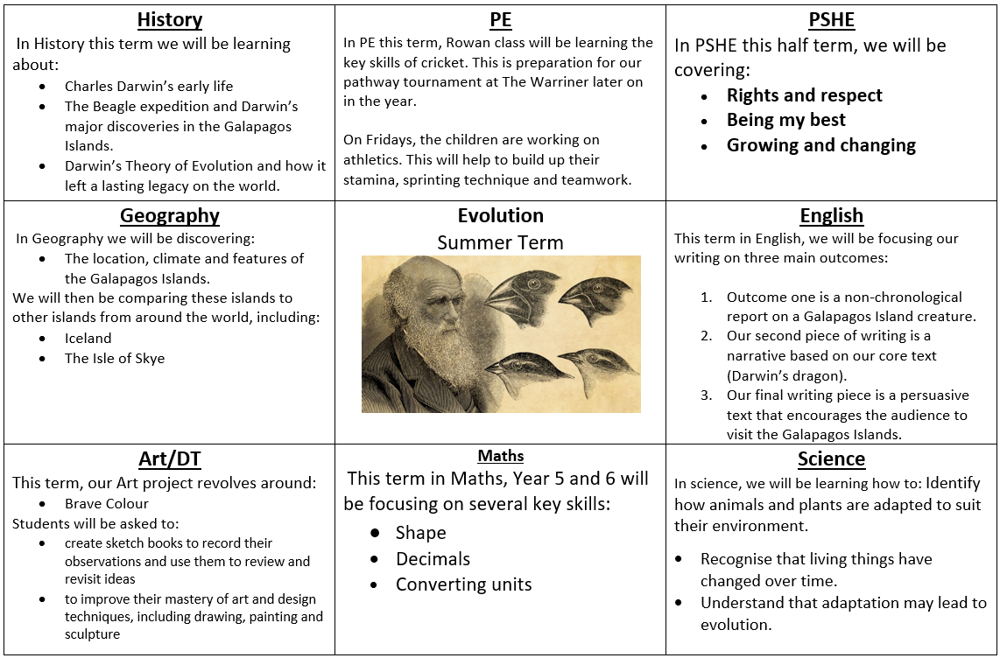 History
In History this term we will be learning
about:
• Charles Darwin's early life
• The Beagle expedition and Darwin's
major discoveries in the Galapagos
Islands.
• Darwin's Theory of Evolution and how it
left a lasting legacy on the world.
PE
In PE this term, Rowan class will be learning the
key skills of cricket. This is preparation for our
pathway tournament at The Warriner later on
in the year.
On Fridays, the children are working on
athletics. This will help to build up their
stamina, sprinting technique and teamwork.
PSHE
In PSHE this half term, we will be
covering:
• Rights and respect
• Being my best
• Growing and changing
Geography
In Geography we will be discovering:
• The location, climate and features of
the Galapagos Islands.
We will then be comparing these islands to
other islands from around the world, including:
• Iceland
• The Isle of Skye
Evolution
Summer Term
English
This term in English, we will be focusing our
writing on three main outcomes:
1. Outcome one is a non-chronological
report on a Galapagos Island creature.
2. Our second piece of writing is a
narrative based on our core text
(Darwin's dragon).
3. Our final writing piece is a persuasive
text that encourages the audience to
visit the Galapagos Islands.
Art/DT
This term, our Art project revolves around:
• Brave Colour
Students will be asked to:
• create sketch books to record their
observations and use them to review and
revisit ideas
• to improve their mastery of art and design
techniques, including drawing, painting and
sculpture
Maths
This term in Maths, Year 5 and 6 will
be focusing on several key skills:
• Shape
• Decimals
• Converting units
Science
In science, we will be learning how to: Identify
how animals and plants are adapted to suit
their environment.
• Recognise that living things have
changed over time.
• Understand that adaptation may lead to
evolution.